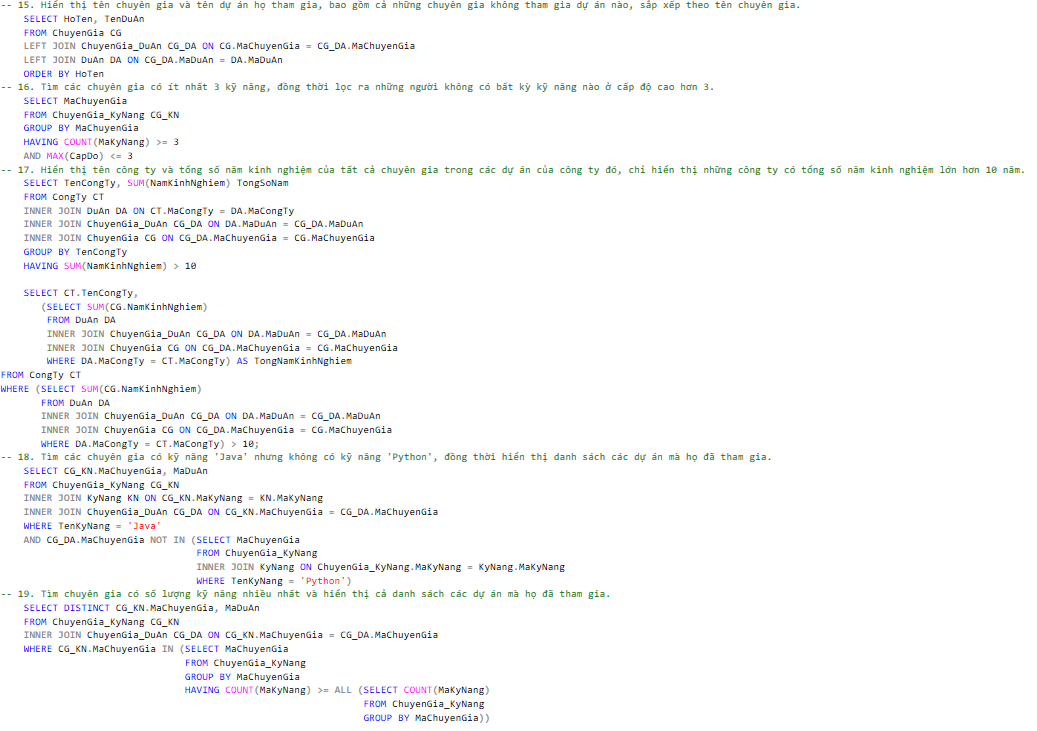 -- 15. Hiển thị tên chuyên gia và tên dự án họ tham gia, bao gồm cả những chuyên gia không tham gia dự án nào, sắp xếp theo tên chuyên gia.
SELECT HoTen, TenDuAn
FROM ChuyenGia CG
LEFT JOIN ChuyenGia_DuAn CG_DA ON CG.MaChuyenGia = CG_DA.MaChuyenGia
LEFT JOIN DuAn DA ON CG_DA.MaDuAn = DA.MaDuAn
ORDER BY HoTen
-- 16. Tìm các chuyên gia có ít nhất 3 kỹ năng, đồng thời lọc ra những người không có bất kỳ kỹ năng nào ở cấp độ cao hơn 3.
SELECT MaChuyenGia
FROM ChuyenGia_KyNang CG_KN
GROUP BY MaChuyenGia
HAVING COUNT(MaKyNang) >= 3
AND MAX(CapDo) <= 3
-- 17. Hiển thị tên công ty và tổng số năm kinh nghiệm của tất cả chuyên gia trong các dự án của công ty đó, chỉ hiển thị những công ty có tổng số năm kinh nghiệm lớn hơn 10 năm.
SELECT TenCongTy, SUM(NamKinhNghiem) TongSoNam
FROM CongTy CT
INNER JOIN DuAn DA ON CT.MaCongTy = DA.MaCongTy
INNER JOIN ChuyenGia_DuAn CG_DA ON DA.MaDuAn = CG_DA.MaDuAn
INNER JOIN ChuyenGia CG ON CG_DA.MaChuyenGia = CG.MaChuyenGia
GROUP BY TenCongTy
HAVING SUM(NamKinhNghiem) > 10
SELECT CT.TenCongTy,
(SELECT SUM(CG.NamKinhNghiem)
FROM DuAn DA
INNER JOIN ChuyenGia_DuAn CG_DA ON DA.MaDuAn = CG_DA.MaDuAn
INNER JOIN ChuyenGia CG ON CG_DA.MaChuyenGia = CG.MaChuyenGia
WHERE DA.MaCongTy = CT.MaCongTy) AS TongNamKinhNghiem
FROM CongTy CT
WHERE (SELECT SUM(CG.NamKinhNghiem)
FROM DuAn DA
INNER JOIN ChuyenGia_DuAn CG_DA ON DA.MaDuAn = CG_DA.MaDuAn
INNER JOIN ChuyenGia CG ON CG_DA.MaChuyenGia = CG.MaChuyenGia
WHERE DA.MaCongTy = CT.MaCongTy) > 10;
-- 18. Tìm các chuyên gia có kỹ năng 'Java' nhưng không có kỹ năng 'Python', đồng thời hiển thị danh sách các dự án mà họ đã tham gia.
SELECT CG_KN.MaChuyenGia, MaDuAn
FROM ChuyenGia_KyNang CG_KN
INNER JOIN KyNang KN ON CG_KN.MaKyNang = KN.MaKyNang
INNER JOIN ChuyenGia_DuAn CG_DA ON CG_KN.MaChuyenGia = CG_DA.MaChuyenGia
WHERE TenKyNang = 'Java'
AND CG_DA.MaChuyenGia NOT IN (SELECT MaChuyenGia
FROM ChuyenGia_KyNang
INNER JOIN KyNang ON ChuyenGia_KyNang.MaKyNang = KyNang.MaKyNang
WHERE TenKyNang = 'Python')
-- 19. Tìm chuyên gia có số lượng kỹ năng nhiều nhất và hiển thị cả danh sách các dự án mà họ đã tham gia.
SELECT DISTINCT CG_KN.MaChuyenGia, MaDuAn
FROM ChuyenGia_KyNang CG_KN
INNER JOIN ChuyenGia_DuAn CG_DA ON CG_KN.MaChuyenGia = CG_DA.MaChuyenGia
WHERE CG_KN.MaChuyenGia IN (SELECT MaChuyenGia
FROM ChuyenGia_KyNang
GROUP BY MaChuyenGia
HAVING COUNT(MaKyNang) >= ALL (SELECT COUNT(MaKyNang)
FROM ChuyenGia_KyNang
GROUP BY MaChuyenGia))